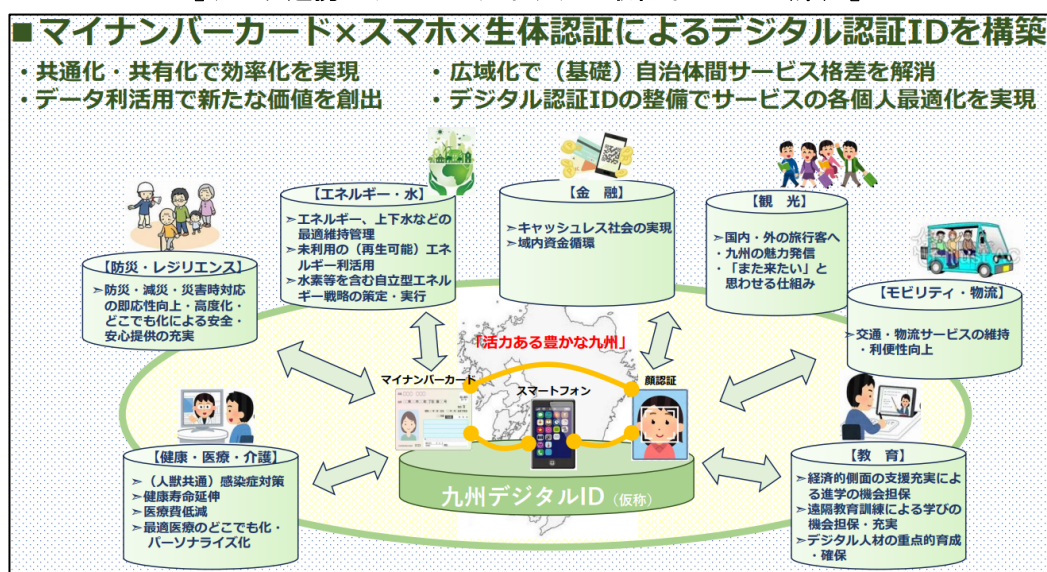 ■マイナンバーカード×スマホ×生体認証によるデジタル認証IDを構築
・共通化・共有化で効率化を実現
・広域化で（基礎）自治体間サービス格差を解消
・データ利活用で新たな価値を創出
・デジタル認証IDの整備でサービスの各個人最適化を実現
【防災・レジリエンス】
➣防災・減災・災害時対応
の即応性向上・高度化・
どこでも化による安全・
安心提供の充実
【エネルギー・水】
➣エネルギー、上下水などの
最適維持管理
➣未利用の（再生可能）エネ
ルギー利活用
➣水素等を含む自立型エネル
ギー戦略の策定・実行
【金　融】
➣キャッシュレス社会の実現
➣域内資金循環
【観　光】
➣国内・外の旅行客へ
・九州の魅力発信
・「また来たい」と
思わせる仕組み
【モビリティ・物流】
➣交通・物流サービスの維持
・利便性向上
「活力ある豊かな九州」
マイナンバーカード
スマートフォン
顔認証
九州デジタルID（仮称）
【健康・医療・介護】
➣（人獣共通）感染症対策
➣健康寿命延伸
➣医療費低減
➣最適医療のどこでも化・
パーソナライズ化
【教　育】
➣経済的側面の支援充実によ
る進学の機会担保
➣遠隔教育訓練による学びの
機会担保・充実
➣デジタル人材の重点的育成
・確保